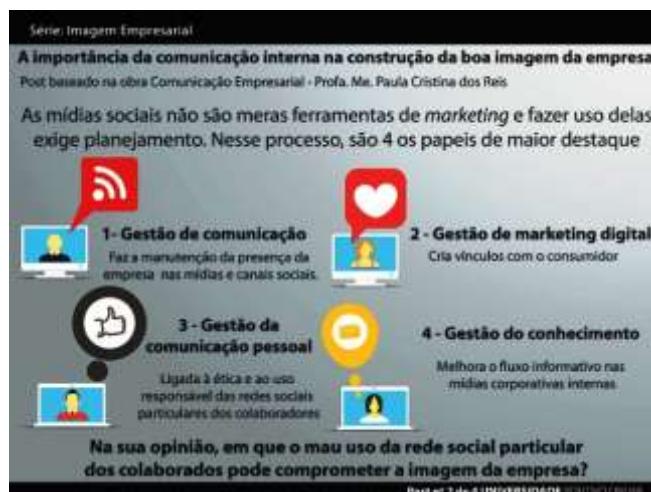 Série: Imagem Empresarial
A importância da comunicação interna na construção da boa imagem da empresa
Post baseado na obra Comunicação Empresarial - Profa. Me. Paula Cristina dos Reis
As mídias sociais não são meras ferramentas de marketing e fazer uso delas
exige planejamento. Nesse processo, são 4 os papeis de maior destaque
1- Gestão de comunicação
Faz a manutenção da presença da
empresa nas mídias e canais sociais.
2 - Gestão de marketing digital
Cria vínculos com o consumidor
3 - Gestão da
comunicação pessoal
Ligada à ética e ao uso
responsável das redes sociais
particulares dos colaboradores
4 - Gestão do conhecimento
Melhora o fluxo informativo nas
mídias corporativas internas
Na sua opinião, em que o mau uso da rede social particular
dos colaborados pode comprometer a imagem da empresa?
UNIVERSIDADE